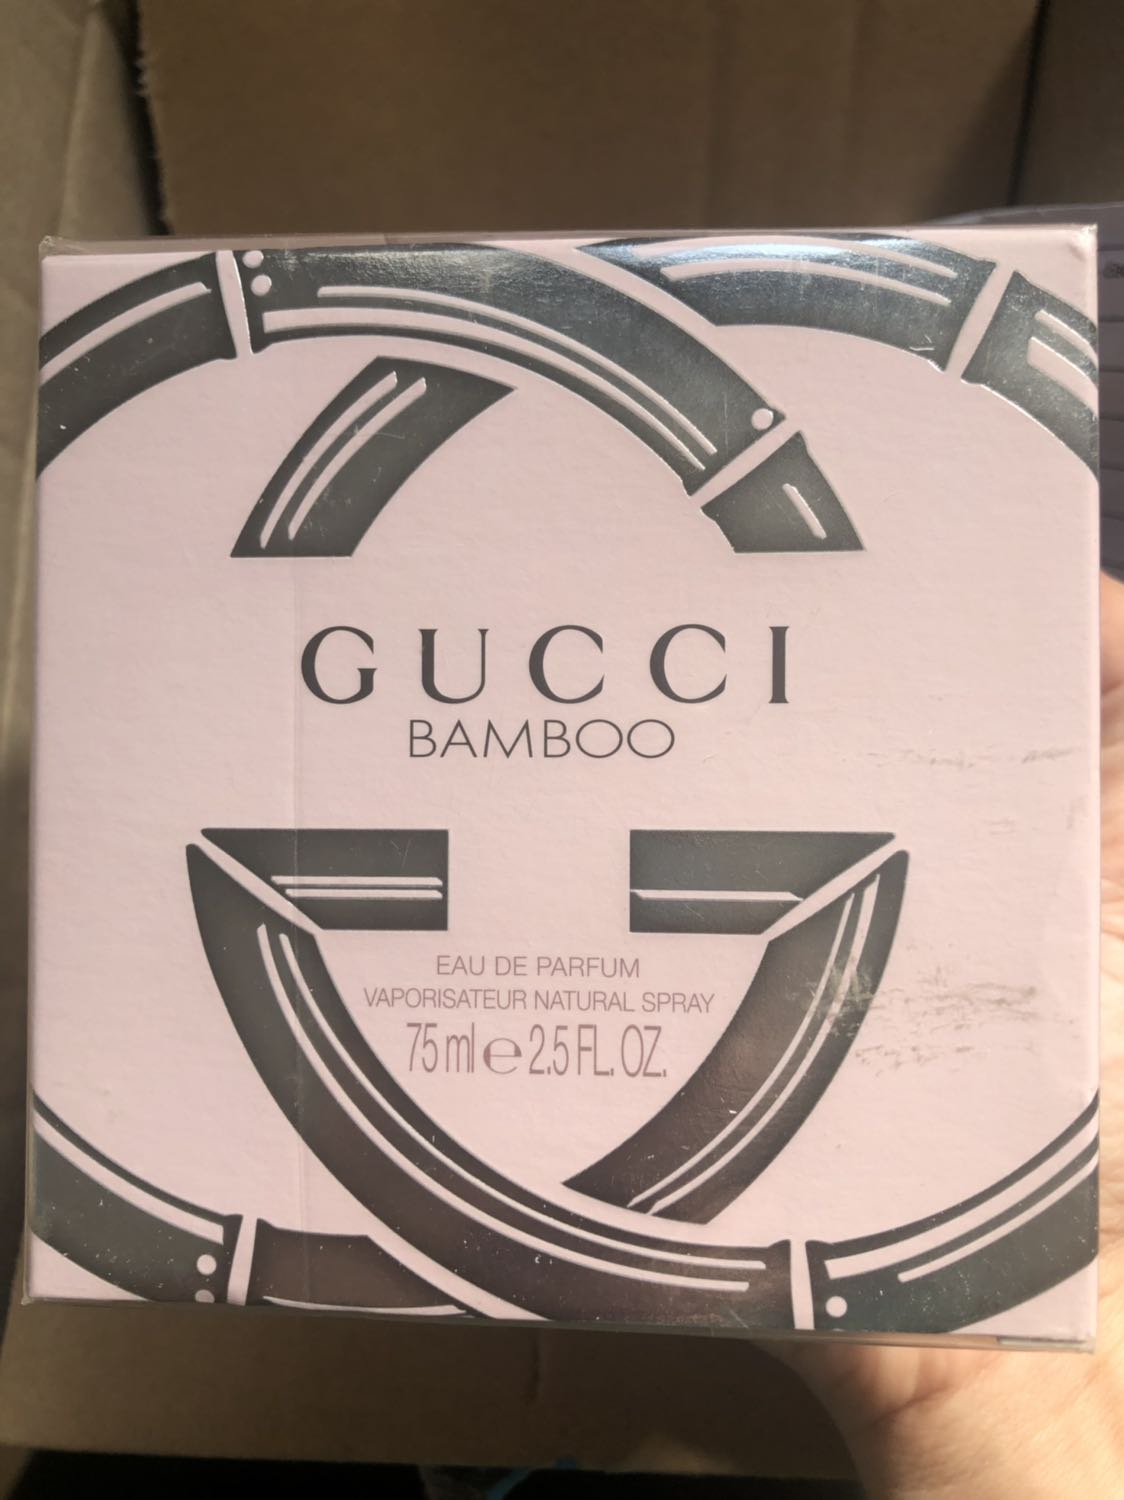 GUCCI
BAMBOO
EAU DE PARFUM
VAPORISATEUR NATURAL SPRAY
75 ml e 2.5 FL. OZ.